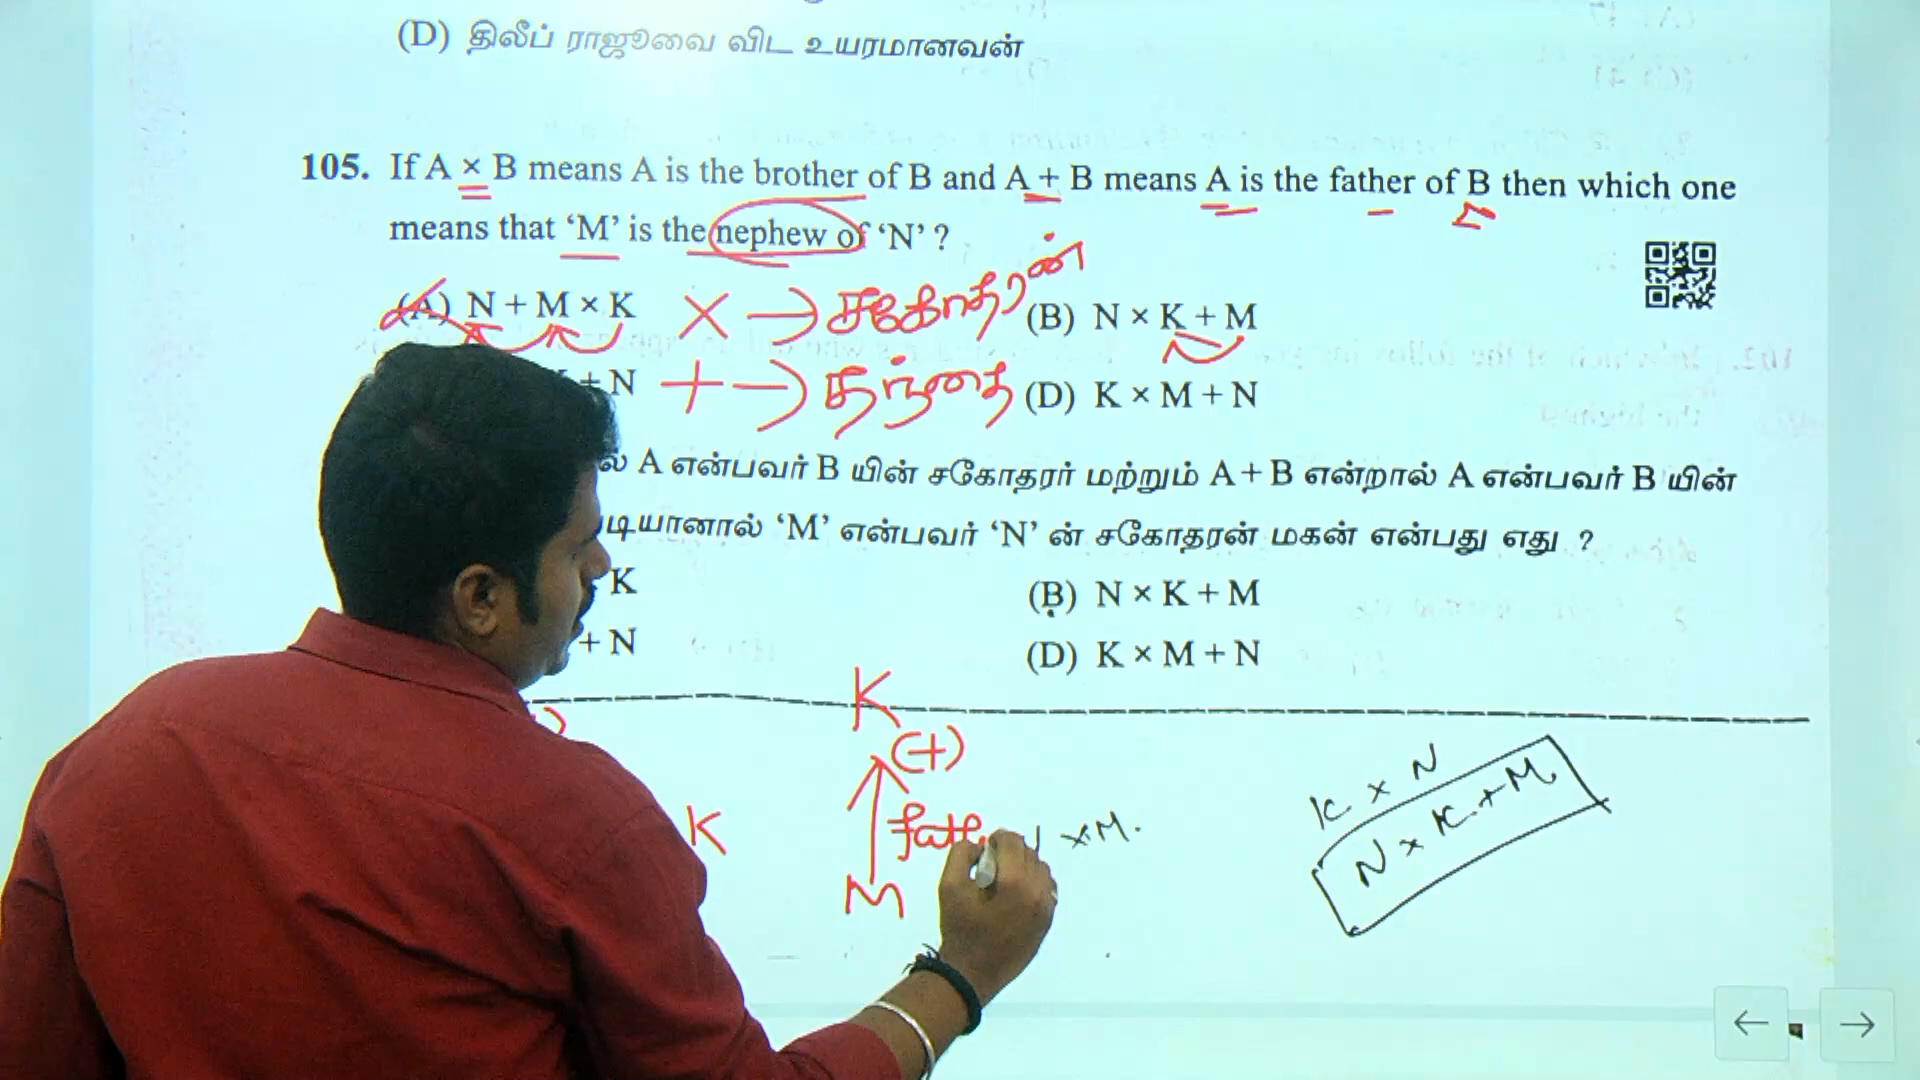 (D) திலீப் ராஜூவை விட உயரமானவன்
105. If A × B means A is the brother of B and A + B means A is the father of B then which one
means that ‘M’ is the nephew of ‘N’ ?
(A) N + M × K
× → சகோதரன்
(B) N × K + M
+ N
+ → தந்தை
(D) K × M + N
ல் A என்பவர் B யின் சகோதரர் மற்றும் A + B என்றால் A என்பவர் B யின்
டியானால் ‘M’ என்பவர் ‘N’ ன் சகோதரன் மகன் என்பது எது ?
K
(B) N × K + M
+ N
(D) K × M + N
K
(+)
K × N
N × K + M
K
× M.
M